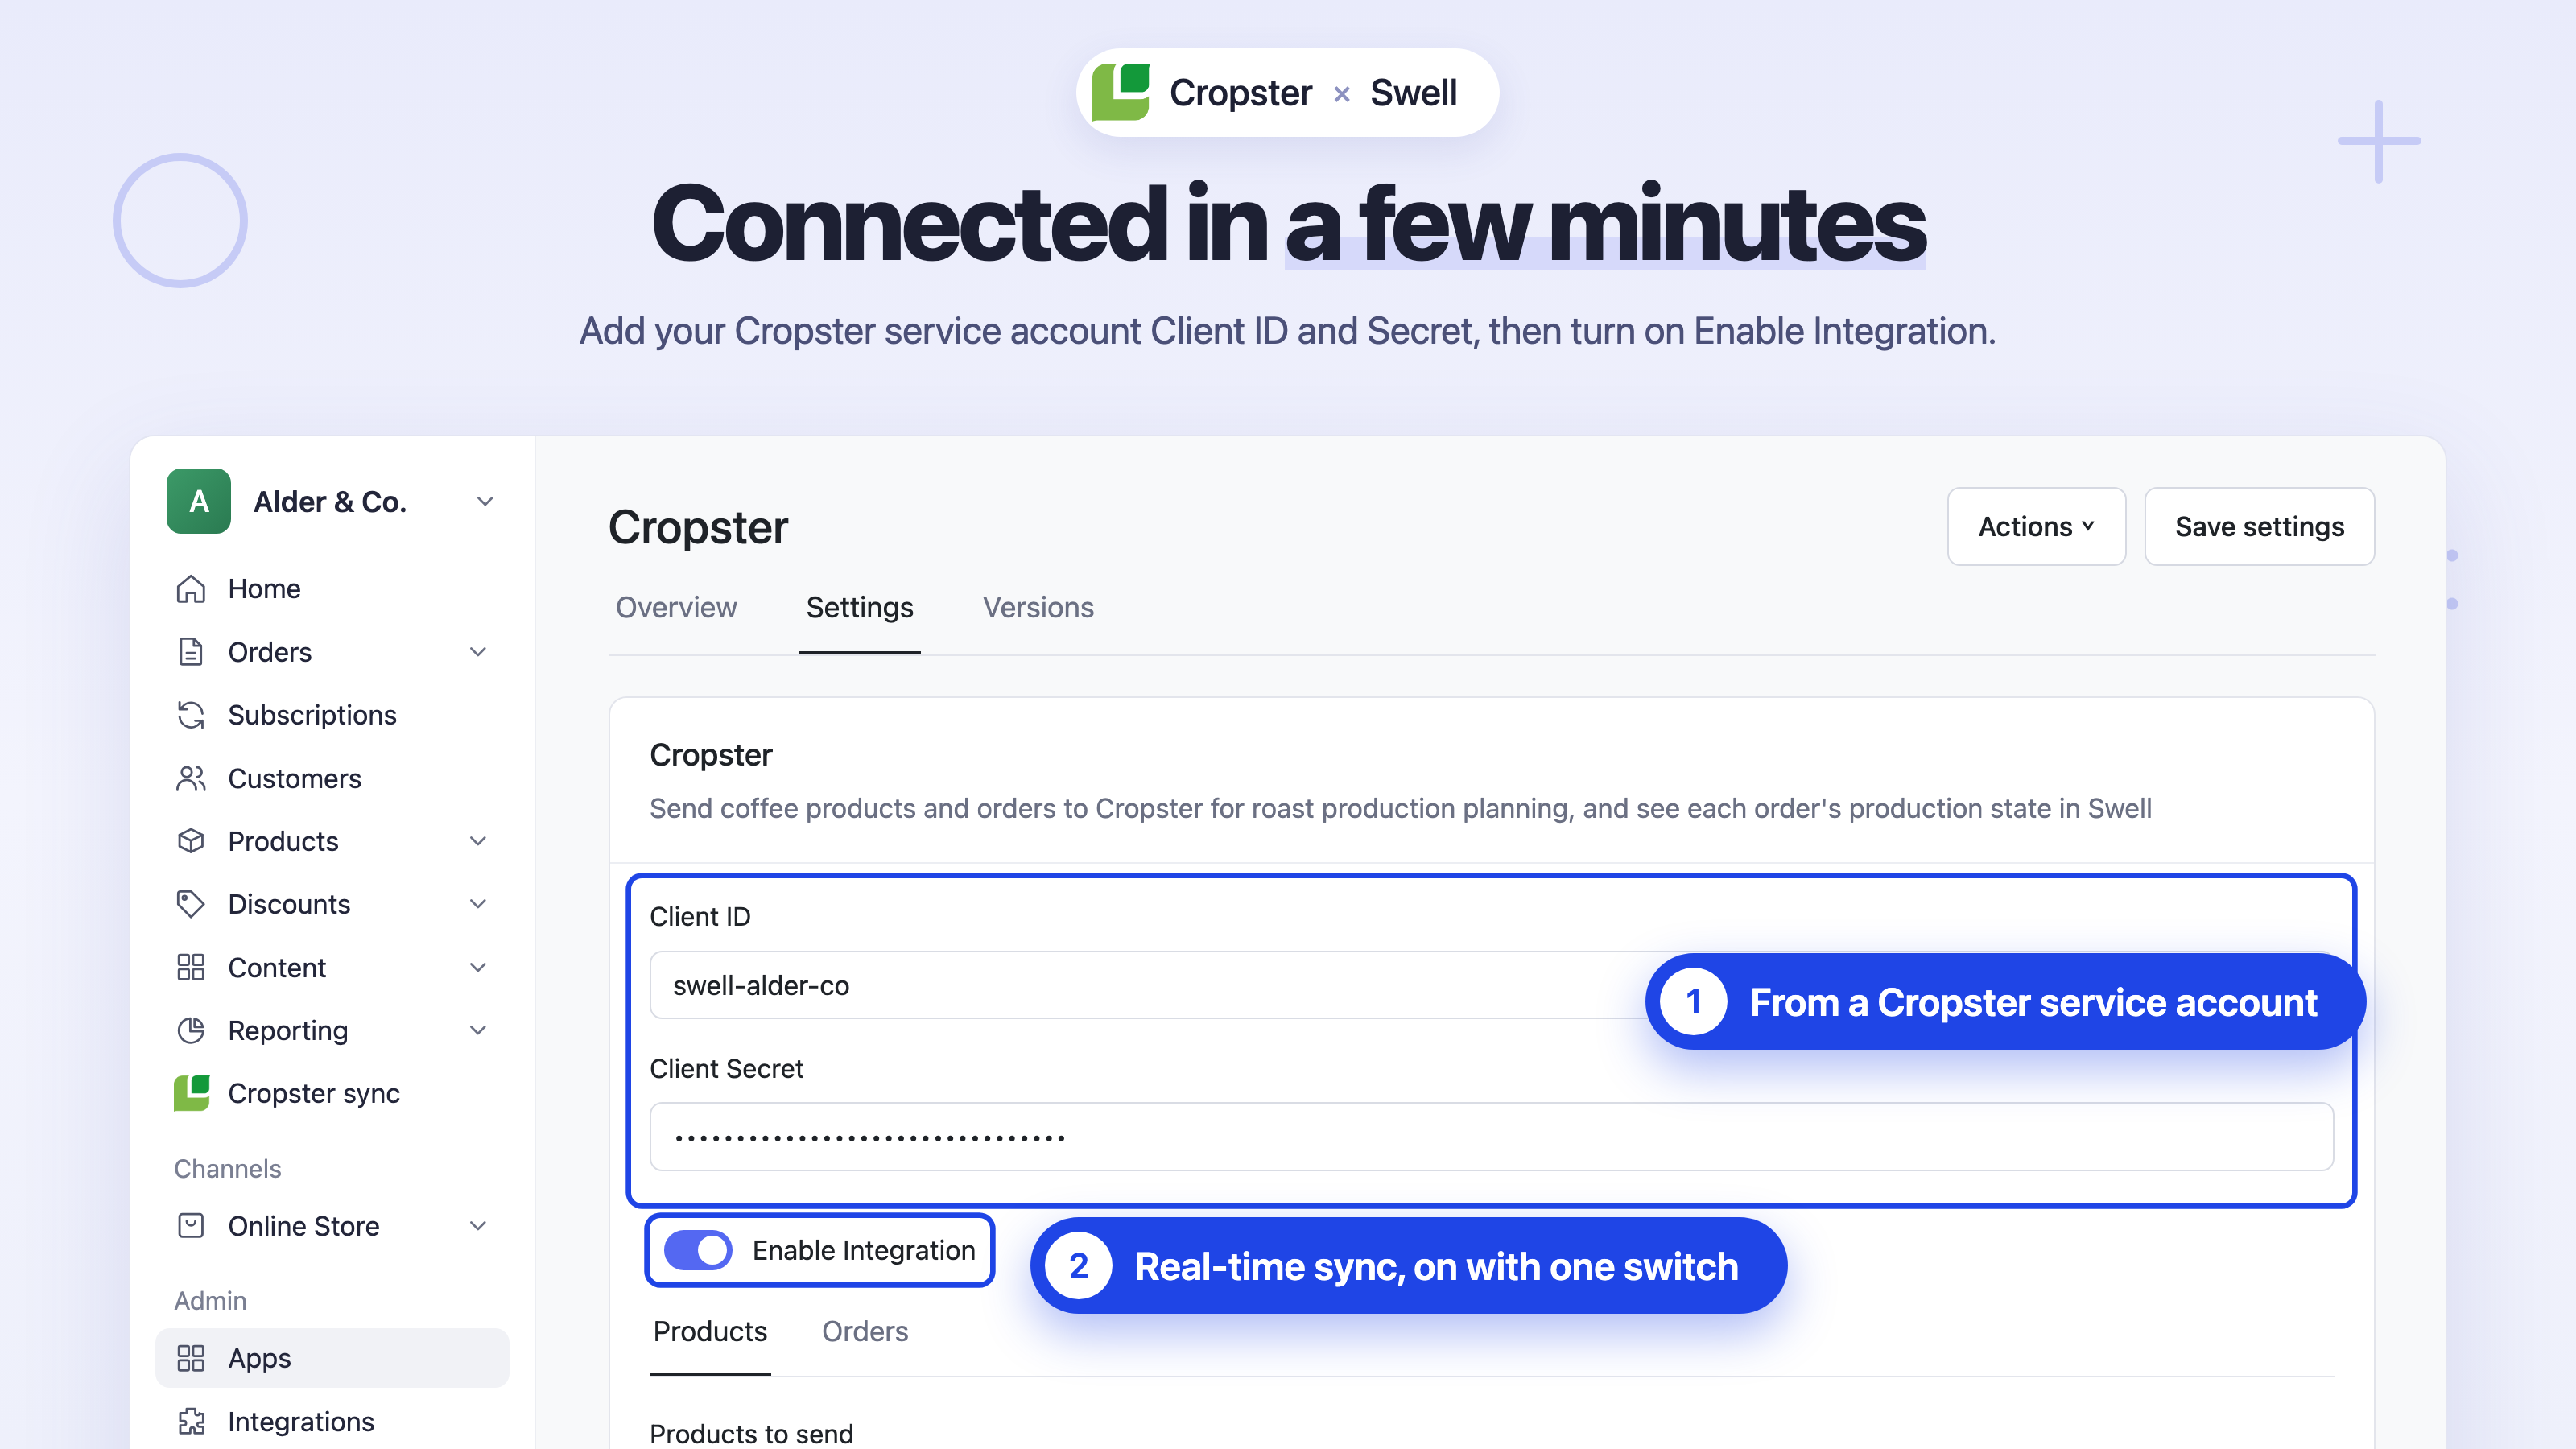 Cropster × Swell
Connected in a few minutes
Add your Cropster service account Client ID and Secret, then turn on Enable Integration.
A
Alder & Co.
Home
Orders
Subscriptions
Customers
Products
Discounts
Content
Reporting
Cropster sync
Channels
Online Store
Admin
Apps
Integrations
Cropster
Actions
Save settings
Overview
Settings
Versions
Cropster
Send coffee products and orders to Cropster for roast production planning, and see each order's production state in Swell
Client ID
swell-alder-co
1 From a Cropster service account
Client Secret
••••••••••••••••••••••••••••••••
Enable Integration
2 Real-time sync, on with one switch
Products
Orders
Products to send